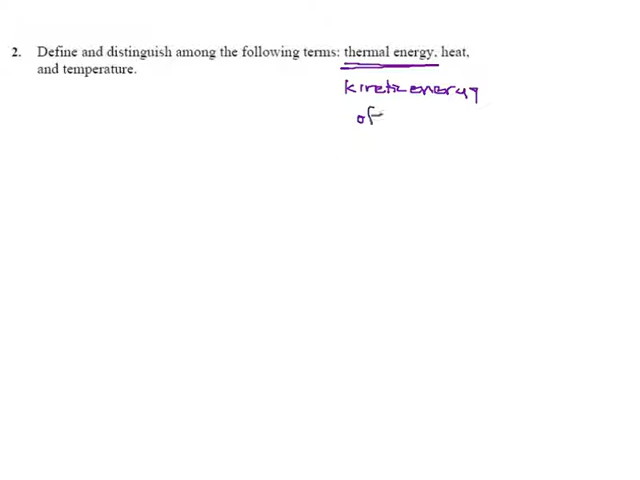 2. Define and distinguish among the following terms: thermal energy, heat,
and temperature.
kinetic energy
of